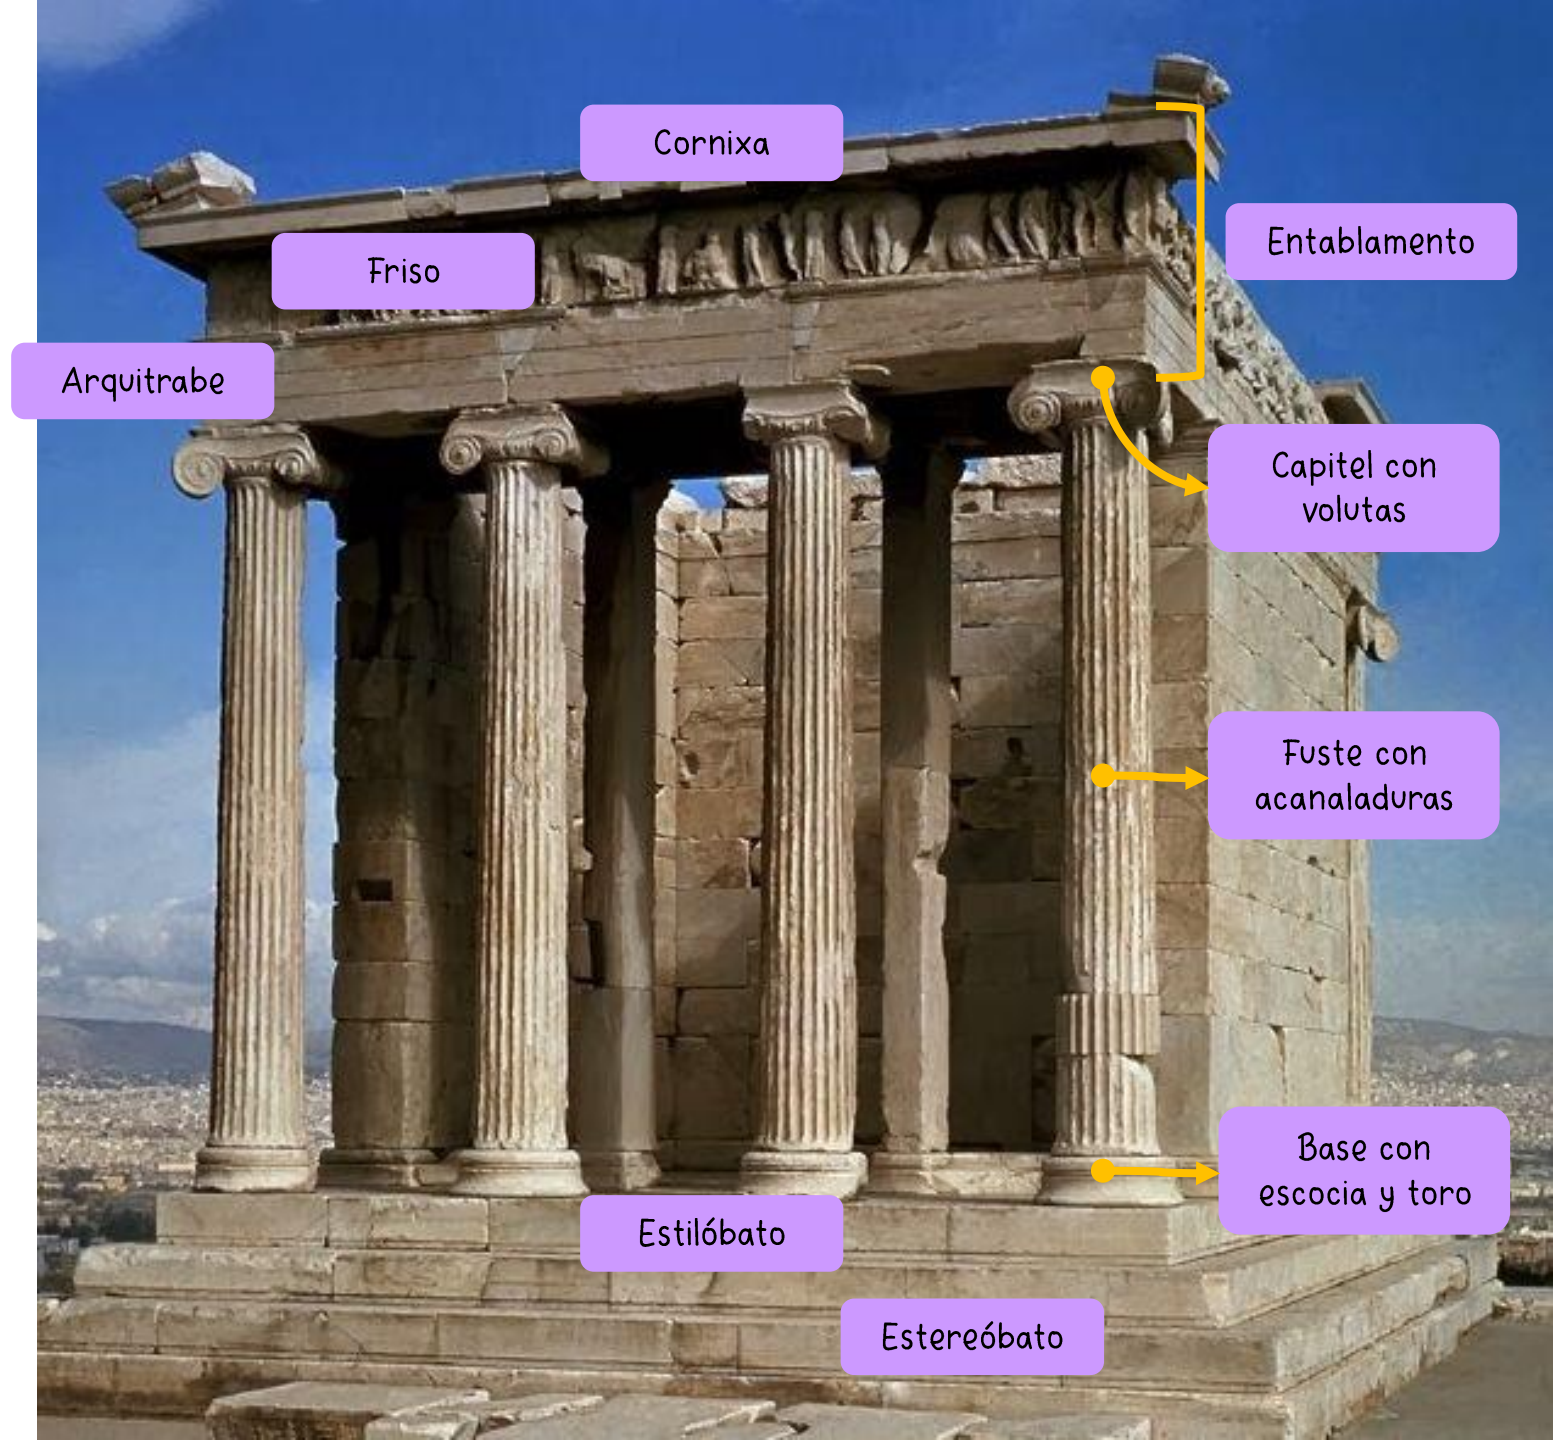 Cornixa
Entablamento
Friso
Arquitrabe
Capitel con
volutas
Fuste con
acanaladuras
Base con
escocia y toro
Estilóbato
Estereóbato